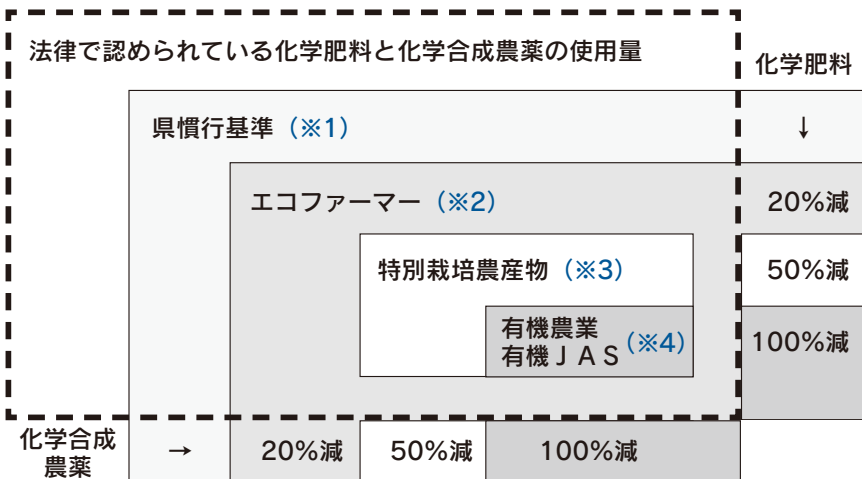 法律で認められている化学肥料と化学合成農薬の使用量
化学肥料
県慣行基準（※1）
↓
エコファーマー（※2）
20%減
特別栽培農産物（※3）
50%減
有機農業
有機ＪＡＳ（※4）
100%減
化学合成
農薬
→
20%減
50%減
100%減